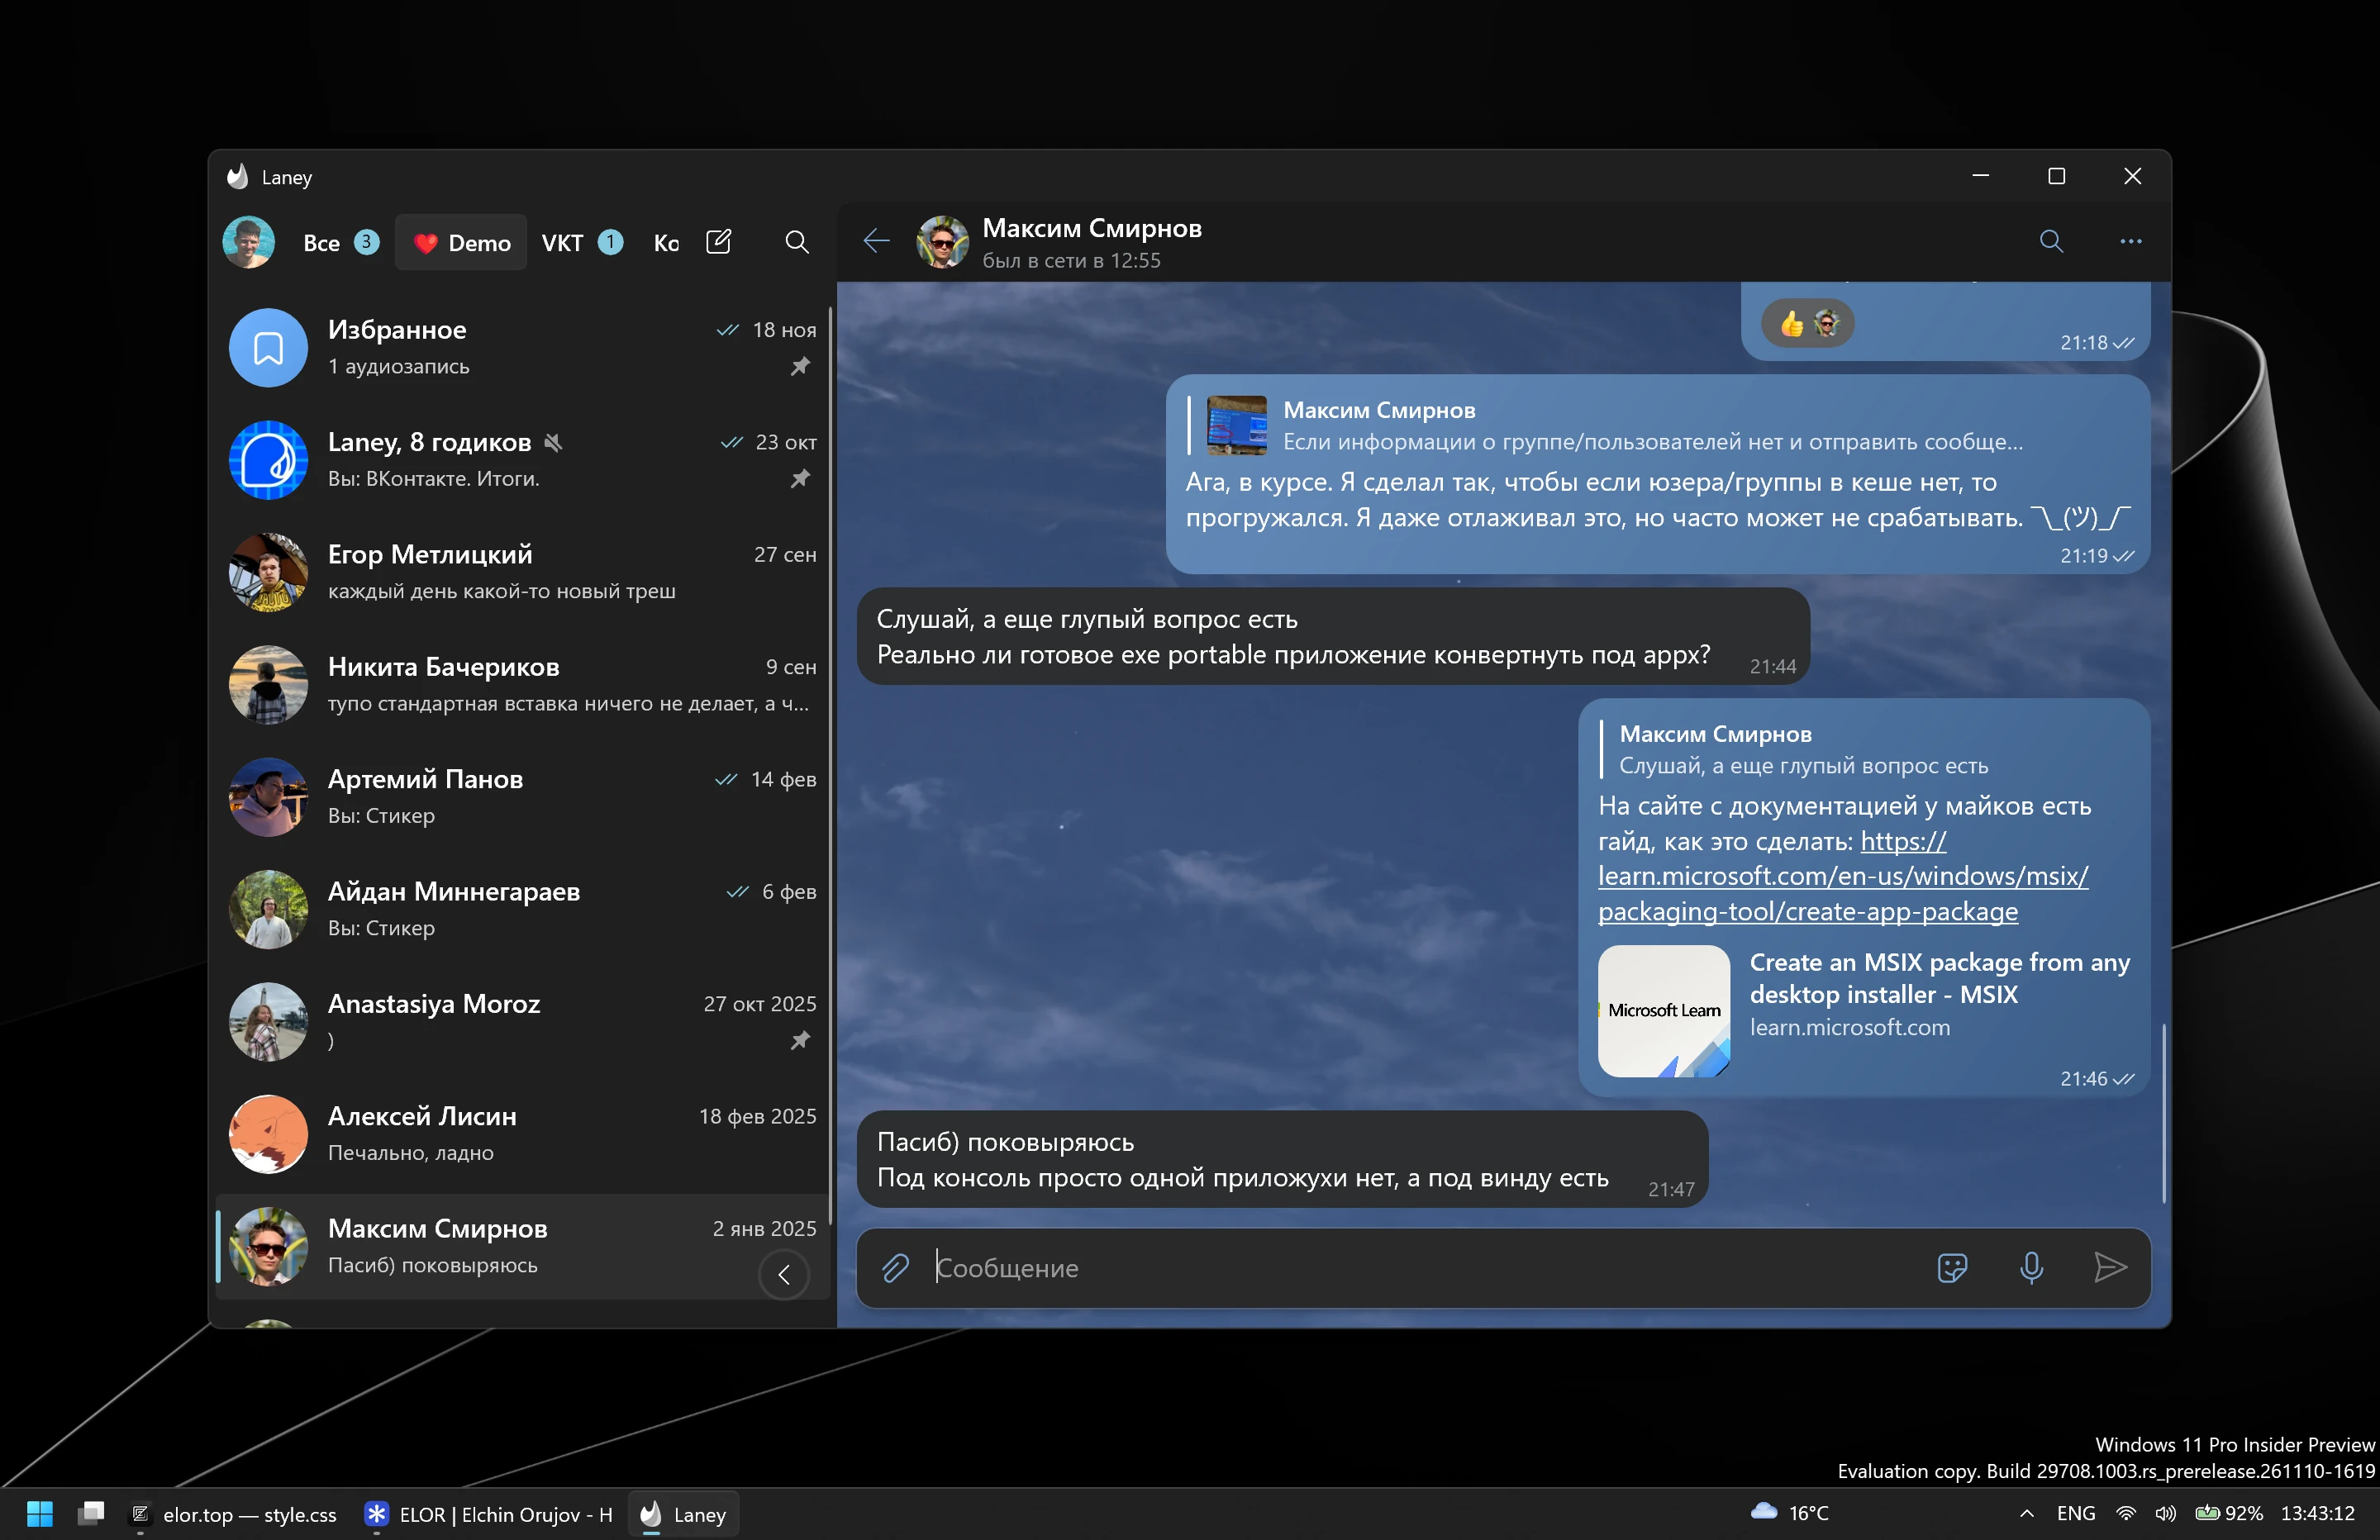 Laney
Все 3
Demo
VKT 1
Ко
Избранное
18 ноя
1 аудиозапись
Laney, 8 годиков
23 окт
Вы: ВКонтакте. Итоги.
Егор Метлицкий
27 сен
каждый день какой-то новый треш
Никита Бачериков
9 сен
тупо стандартная вставка ничего не делает, а ч...
Артемий Панов
14 фев
Вы: Стикер
Айдан Миннегараев
6 фев
Вы: Стикер
Anastasiya Moroz
27 окт 2025
)
Алексей Лисин
18 фев 2025
Печально, ладно
Максим Смирнов
2 янв 2025
Пасиб) поковыряюсь
Максим Смирнов
был в сети в 12:55
21:18
Максим Смирнов
Если информации о группе/пользователей нет и отправить сообще...
Ага, в курсе. Я сделал так, чтобы если юзера/группы в кеше нет, то
прогружался. Я даже отлаживал это, но часто может не срабатывать. ¯\_(ツ)_/¯
21:19
Слушай, а еще глупый вопрос есть
Реально ли готовое exe portable приложение конвертнуть под appx?
21:44
Максим Смирнов
Слушай, а еще глупый вопрос есть
На сайте с документацией у майков есть
гайд, как это сделать: https://
learn.microsoft.com/en-us/windows/msix/
packaging-tool/create-app-package
Microsoft Learn
Create an MSIX package from any
desktop installer - MSIX
learn.microsoft.com
21:46
Пасиб) поковыряюсь
Под консоль просто одной приложухи нет, а под винду есть
21:47
Сообщение
Windows 11 Pro Insider Preview
Evaluation copy. Build 29708.1003.rs_prerelease.261110-1619
elor.top — style.css
ELOR | Elchin Orujov - H
Laney
16°C
ENG
92%
13:43:12